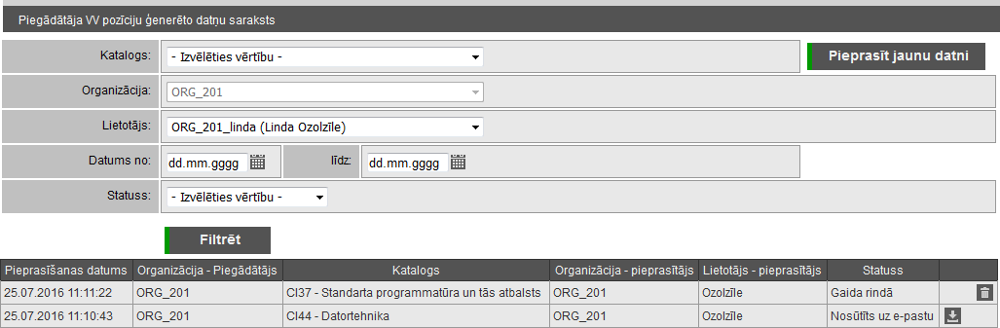 Piegādātāja VV pozīciju ģenerēto datņu saraksts
Katalogs: - Izvēlēties vērtību - Pieprasīt jaunu datni
Organizācija: ORG_201
Lietotājs: ORG_201_linda (Linda Ozolzīle)
Datums no: dd.mm.gggg līdz: dd.mm.gggg
Statuss: - Izvēlēties vērtību -
Filtrēt
Pieprasīšanas datums Organizācija - Piegādātājs Katalogs Organizācija - pieprasītājs Lietotājs - pieprasītājs Statuss
25.07.2016 11:11:22 ORG_201 CI37 - Standarta programmatūra un tās atbalsts ORG_201 Ozolzīle Gaida rindā
25.07.2016 11:10:43 ORG_201 CI44 - Datortehnika ORG_201 Ozolzīle Nosūtīts uz e-pastu